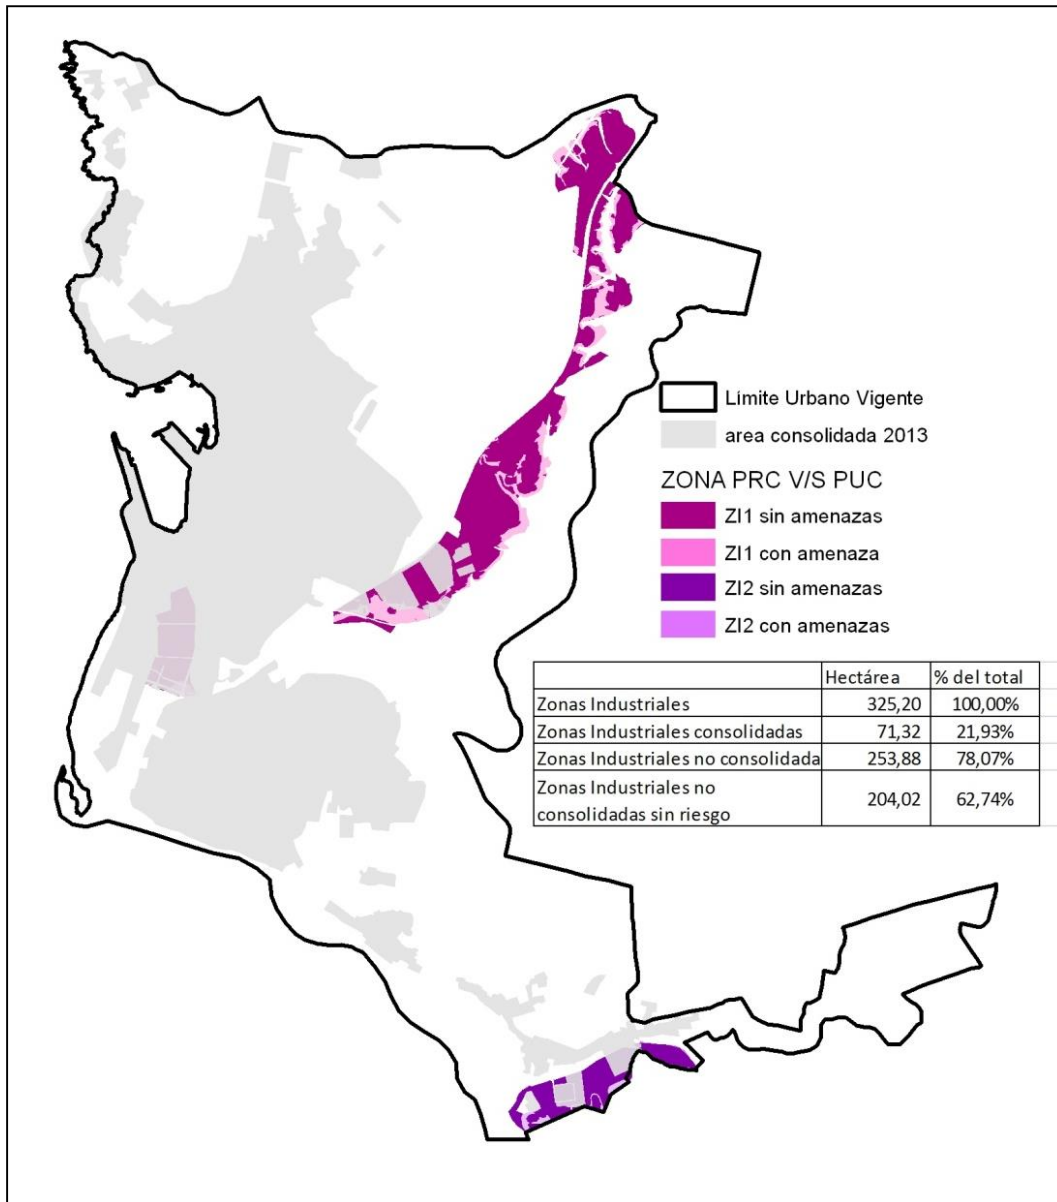 Límite Urbano Vigente
area consolidada 2013
ZONA PRC V/S PUC
ZI1 sin amenazas
ZI1 con amenaza
ZI2 sin amenazas
ZI2 con amenazas
Hectárea % del total
Zonas Industriales 325,20 100,00%
Zonas Industriales consolidadas 71,32 21,93%
Zonas Industriales no consolidada 253,88 78,07%
Zonas Industriales no
consolidadas sin riesgo 204,02 62,74%